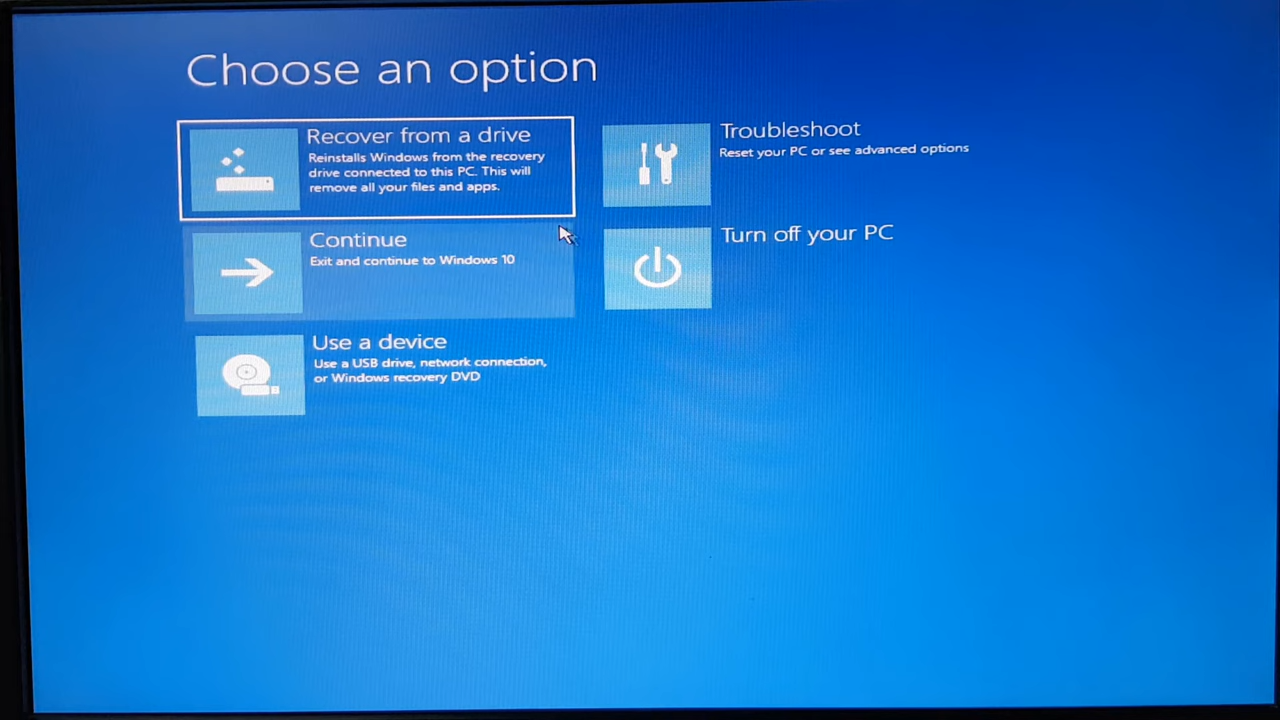 Choose an option
Recover from a drive
Reinstalls Windows from the recovery
drive connected to this PC. This will
remove all your files and apps.
Continue
Exit and continue to Windows 10
Use a device
Use a USB drive, network connection,
or Windows recovery DVD
Troubleshoot
Reset your PC or see advanced options
Turn off your PC